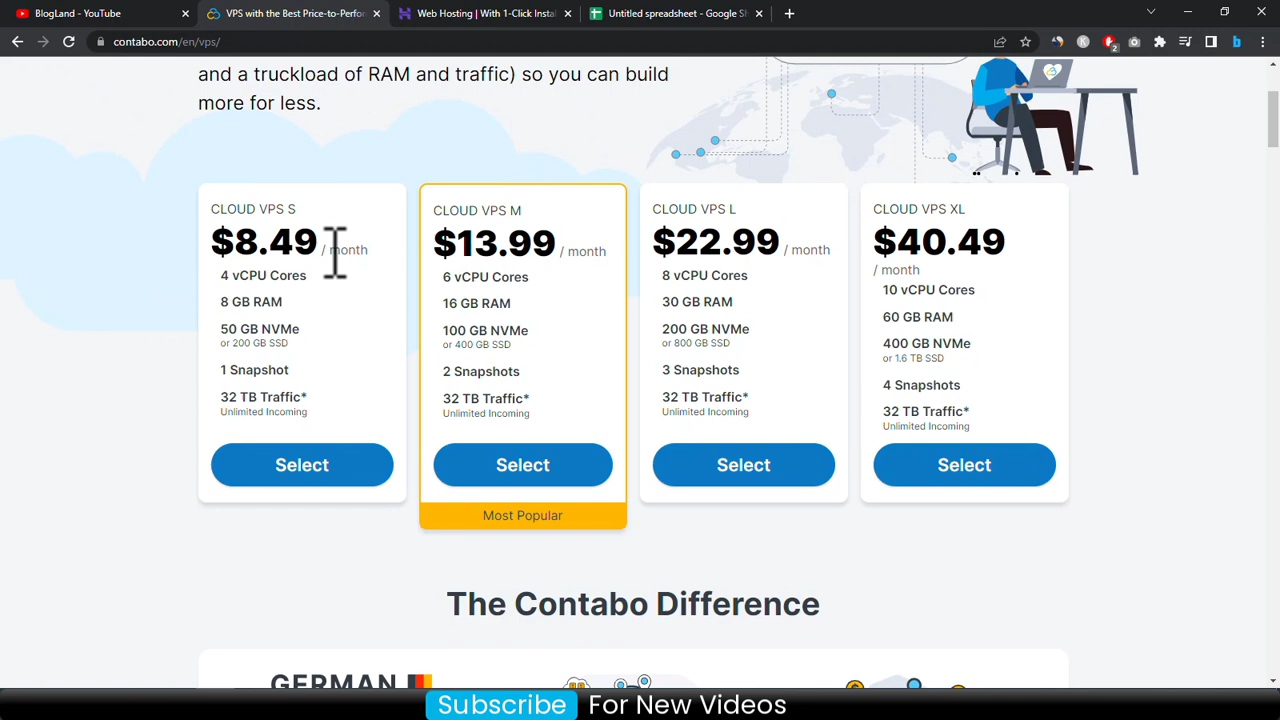 BlogLand - YouTube
VPS with the Best Price-to-Perfor
Web Hosting | With 1-Click Instal
Untitled spreadsheet - Google Sh
contabo.com/en/vps/
2
b
and a truckload of RAM and traffic) so you can build
more for less.
CLOUD VPS S
$8.49 / month
4 vCPU Cores
8 GB RAM
50 GB NVMe
or 200 GB SSD
1 Snapshot
32 TB Traffic*
Unlimited Incoming
Select
CLOUD VPS M
$13.99 / month
6 vCPU Cores
16 GB RAM
100 GB NVMe
or 400 GB SSD
2 Snapshots
32 TB Traffic*
Unlimited Incoming
Select
Most Popular
CLOUD VPS L
$22.99 / month
8 vCPU Cores
30 GB RAM
200 GB NVMe
or 800 GB SSD
3 Snapshots
32 TB Traffic*
Unlimited Incoming
Select
CLOUD VPS XL
$40.49
/ month
10 vCPU Cores
60 GB RAM
400 GB NVMe
or 1.6 TB SSD
4 Snapshots
32 TB Traffic*
Unlimited Incoming
Select
The Contabo Difference
GERMAN
Subscribe For New Videos